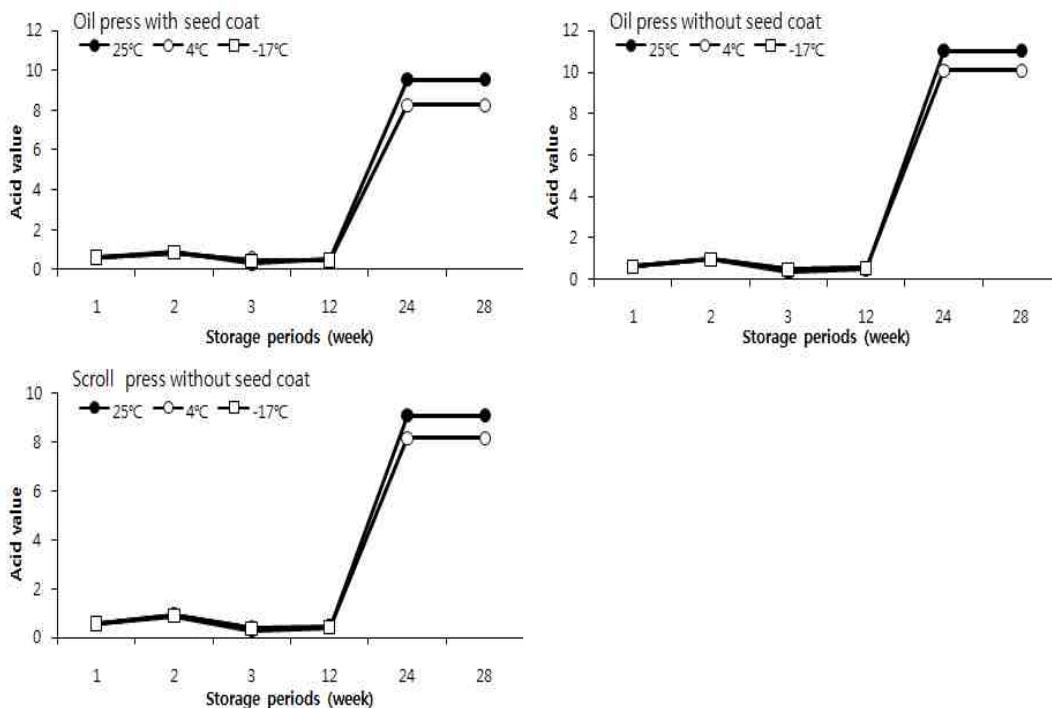 Oil press with seed coat
25℃ 4℃ -17℃
12
10
8
6
4
2
0
Acid value
1 2 3 12 24 28
Storage periods (week)
Oil press without seed coat
25℃ 4℃ -17℃
12
10
8
6
4
2
0
Acid value
1 2 3 12 24 28
Storage periods (week)
Scroll press without seed coat
25℃ 4℃ -17℃
10
8
6
4
2
0
Acid value
1 2 3 12 24 28
Storage periods (week)